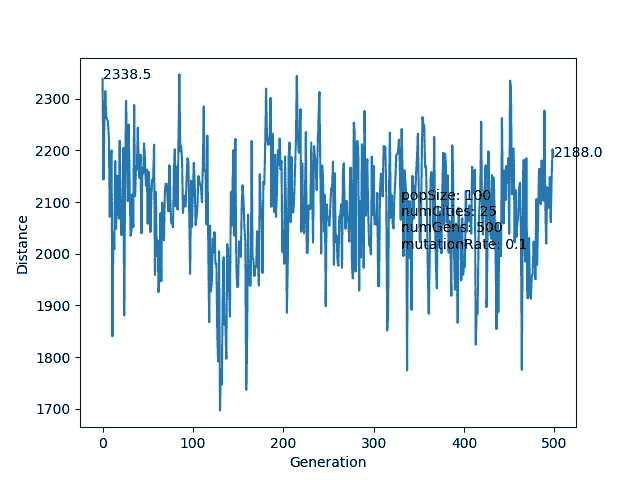 2338.5
2300
2200
2188.0
2100
popSize: 100
numCities: 25
numGens: 500
mutationRate: 0.1
2000
1900
1800
1700
Distance
0
100
200
300
400
500
Generation